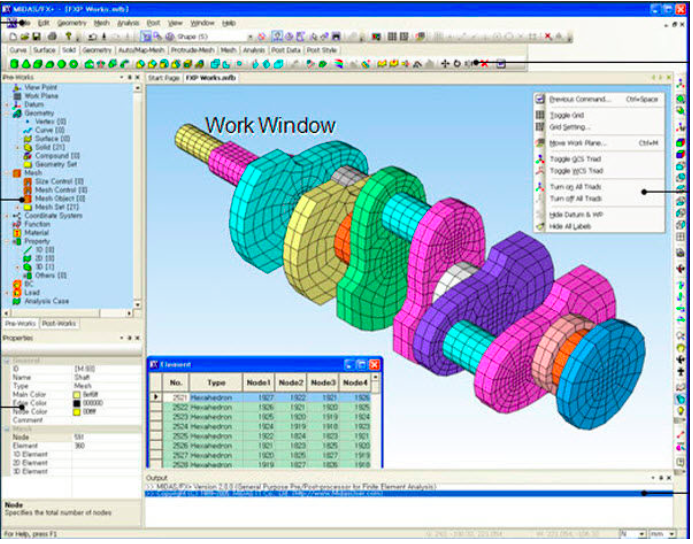 MIDAS/FX+ - [FXP Works.mfb]
Edit Geometry Mesh Analysis Post View Window Help
Shape (S)
Curve Surface Solid Geometry Auto/Map-Mesh Protrude-Mesh Mesh Analysis Post Data Post Style
Pre-Works
Start Page FXP Works.mfb
View Point
Work Plane
Datum
Geometry
Vertex [0]
Curve [0]
Surface [0]
Solid [21]
Compound [0]
Geometry Set
Mesh
Size Control [0]
Mesh Control [0]
Mesh Object [0]
Mesh Set [21]
Coordinate System
Function
Material
Property
1D [0]
2D [0]
3D [1]
Others [0]
BC
Load
Analysis Case
Pre-Works Post-Works
Work Window
Previous Command... Ctrl+Space
Toggle Grid
Grid Setting...
Move Work Plane... Ctrl+M
Toggle GCS Triad
Toggle WCS Triad
Turn on All Triads
Turn off All Triads
Hide Datum & WP
Hide All Labels
Properties
General
ID [M:93]
Name Shaft
Type Mesh
Main Color
Edge Color 000000
Node Color 00ffff
Comment
Mesh
Node 591
Element 360
1D Element
2D Element
3D Element
Node
Specifies the total number of nodes
Element
No. Type Node1 Node2 Node3 Node4
2521 Hexahedron 1927 1922 1921 1926
2522 Hexahedron 1926 1921 1920 1925
2523 Hexahedron 1925 1920 1919 1924
2524 Hexahedron 1924 1919 1918 1923
2525 Hexahedron 1922 1824 1823 1921
2526 Hexahedron 1921 1823 1825 1920
2527 Hexahedron 1920 1825 1827 1919
2528 Hexahedron 1919 1827 1826 1918
Output
>> MIDAS/FX+ Version 2.0.0 (General Purpose Pre/Post-processor for Finite Element Analysis)
>> Copyright (C) 1989-2005 MIDAS IT Co., Ltd. (http://www.MidasUser.com)
For Help, press F1
N mm